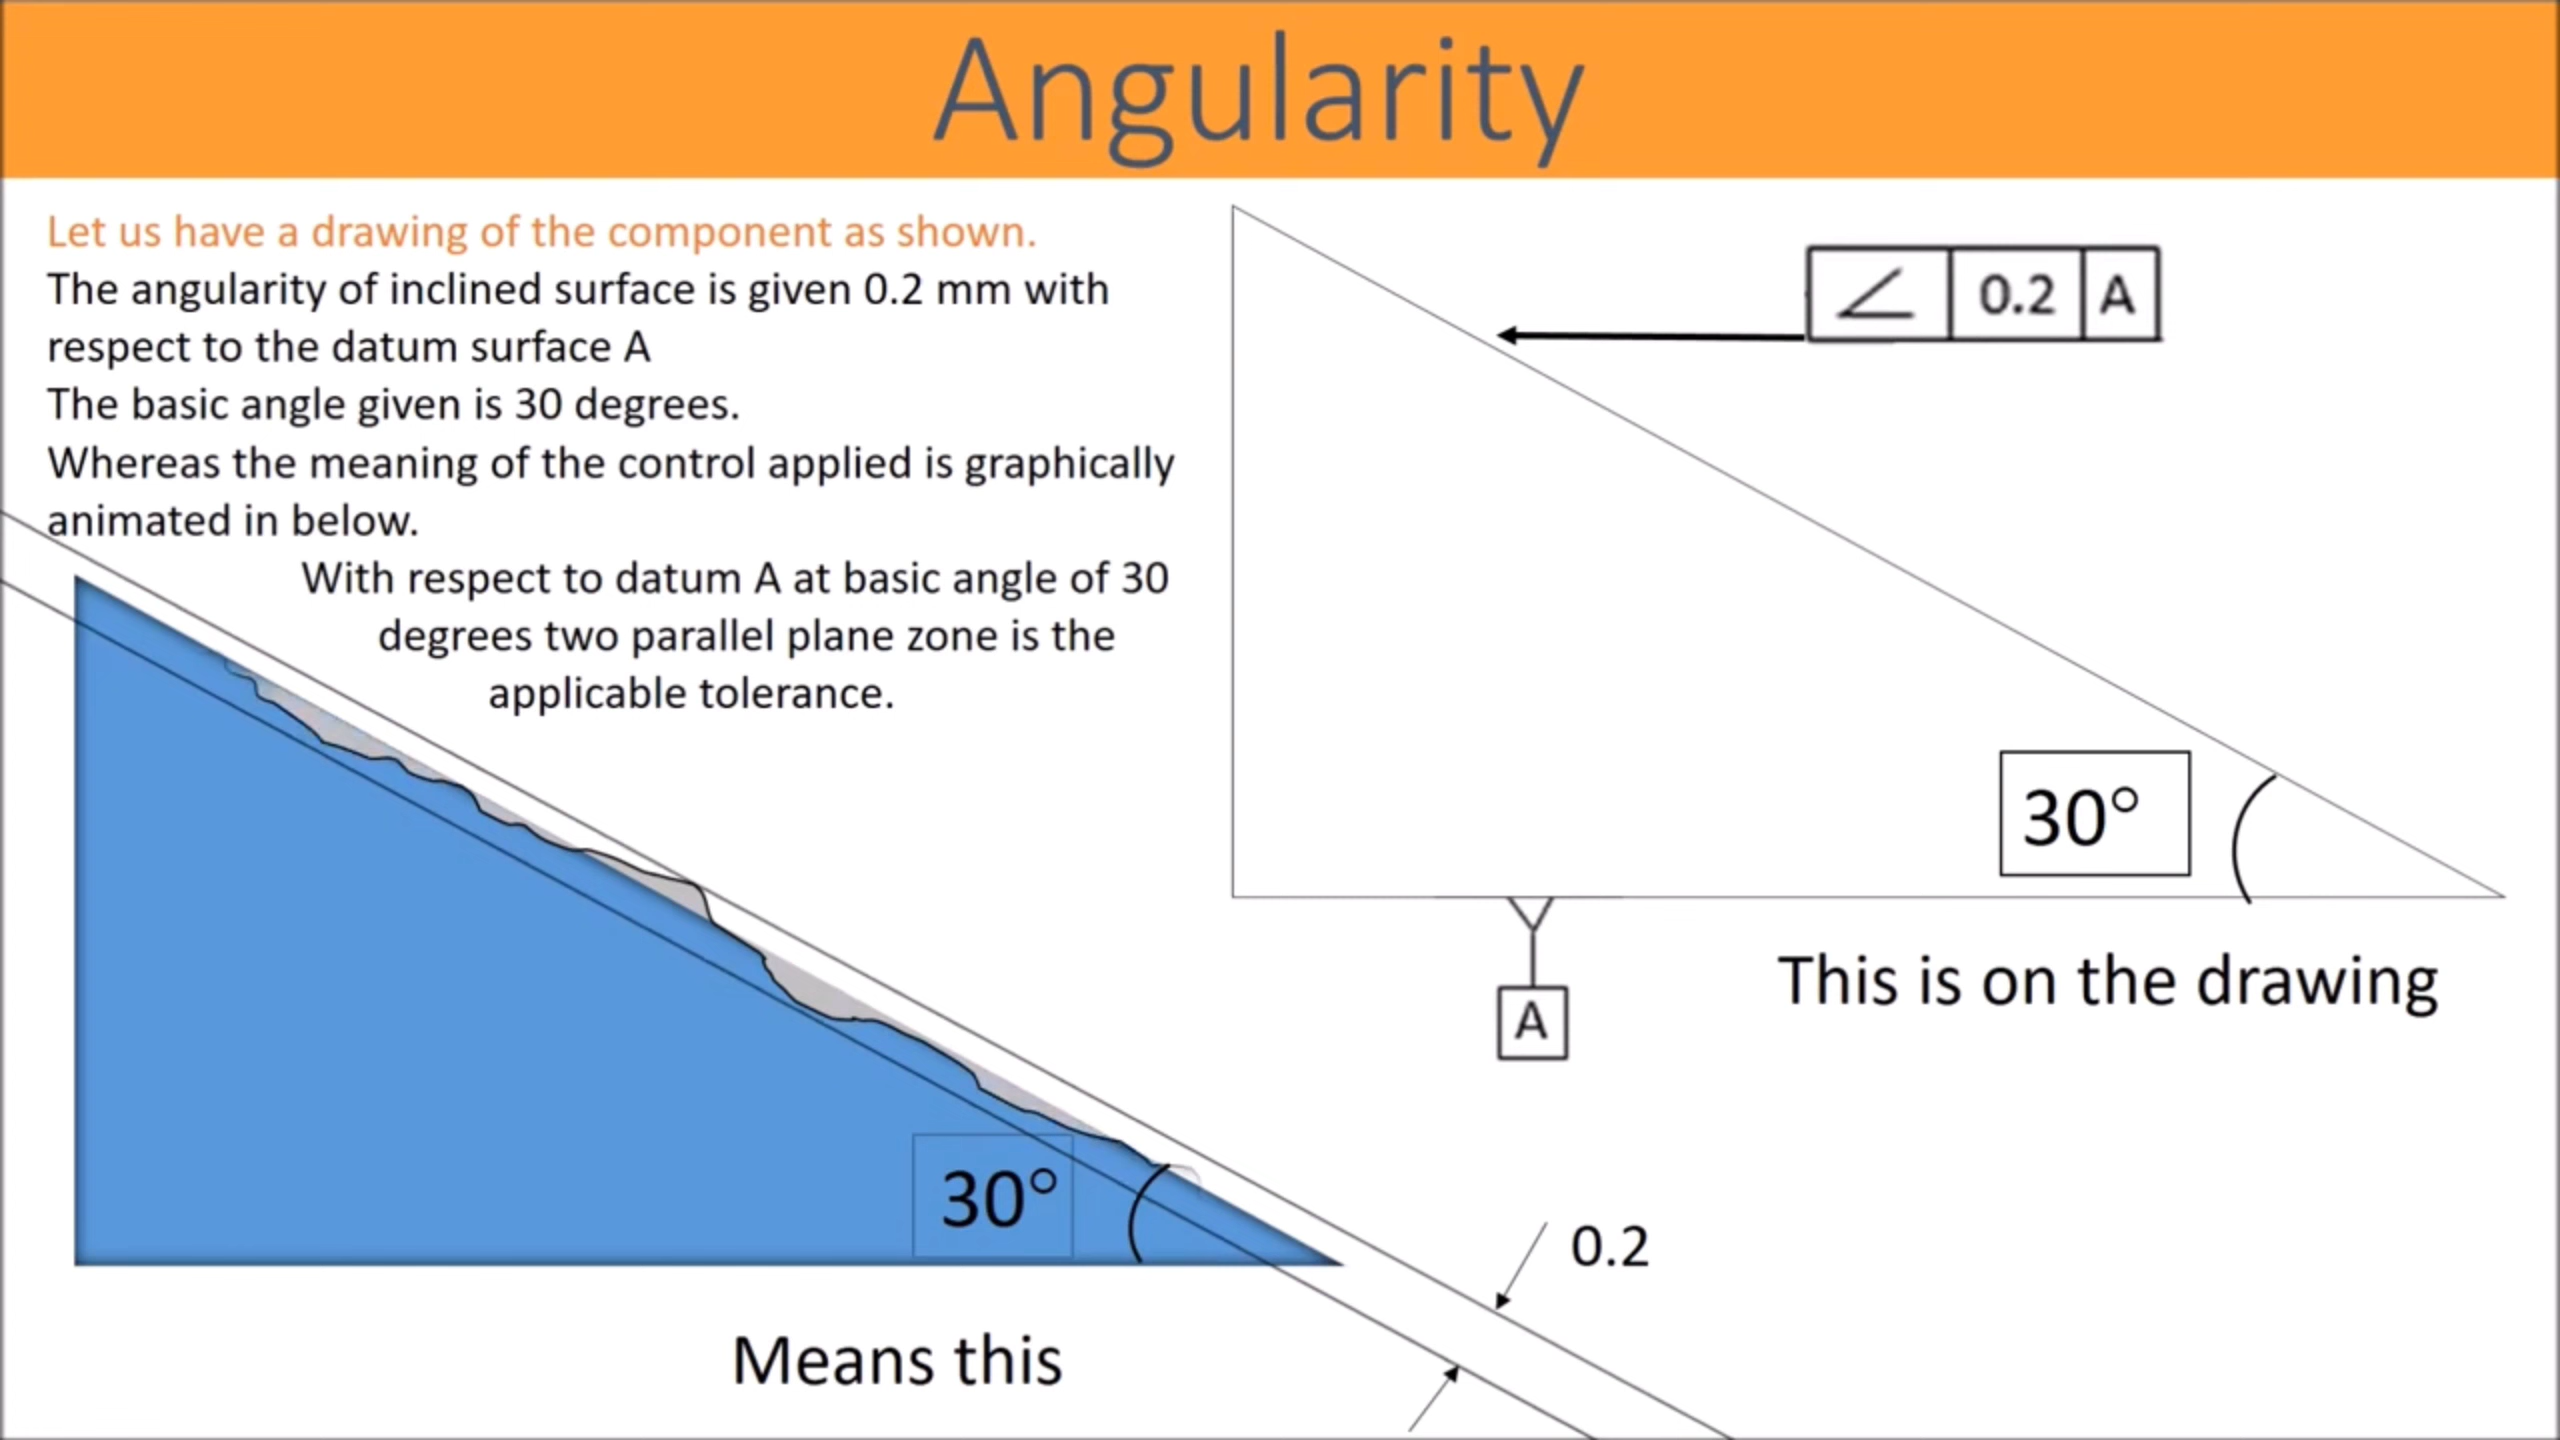 Angularity
Let us have a drawing of the component as shown.
The angularity of inclined surface is given 0.2 mm with
respect to the datum surface A
The basic angle given is 30 degrees.
Whereas the meaning of the control applied is graphically
animated in below.
With respect to datum A at basic angle of 30
degrees two parallel plane zone is the
applicable tolerance.
∠ 0.2 A
30°
A
This is on the drawing
30°
0.2
Means this